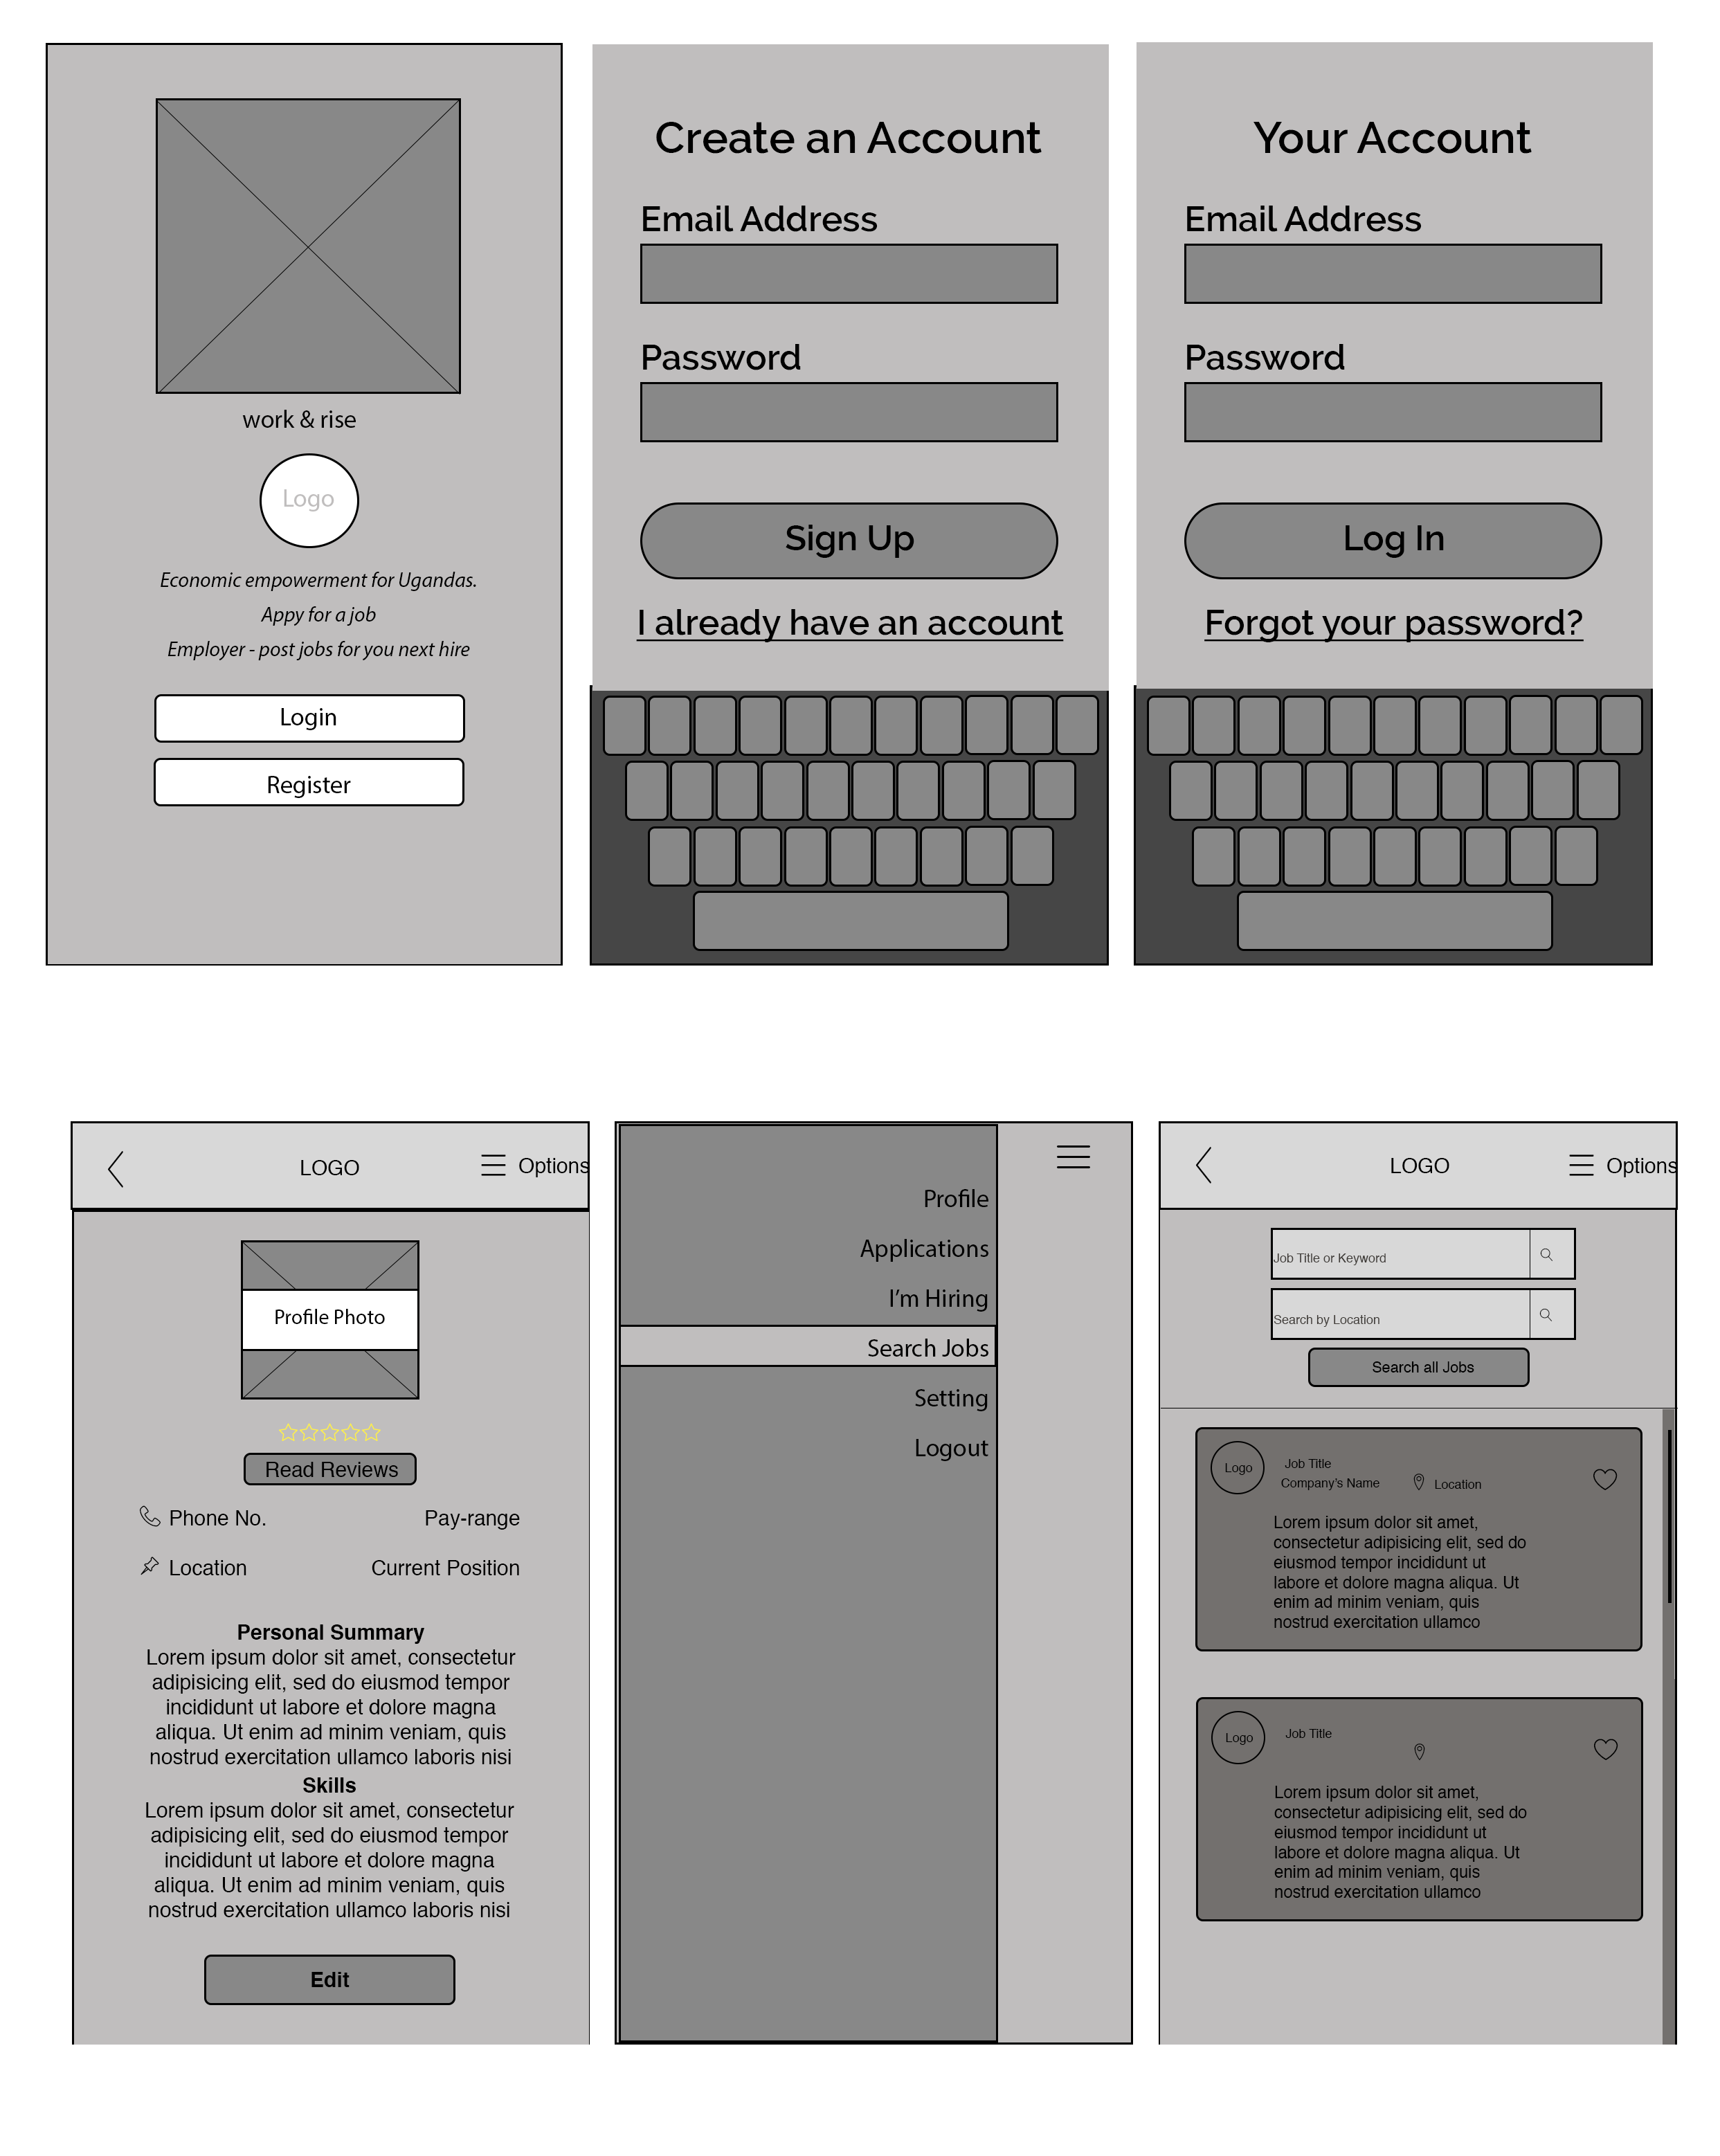 work & rise
Logo
Economic empowerment for Ugandas.
Appy for a job
Employer - post jobs for you next hire
Login
Register
Create an Account
Email Address
Password
Sign Up
I already have an account
Your Account
Email Address
Password
Log In
Forgot your password?
LOGO
Options
Profile Photo
Read Reviews
Phone No.
Pay-range
Location
Current Position
Personal Summary
Lorem ipsum dolor sit amet, consectetur
adipisicing elit, sed do eiusmod tempor
incididunt ut labore et dolore magna
aliqua. Ut enim ad minim veniam, quis
nostrud exercitation ullamco laboris nisi
Skills
Lorem ipsum dolor sit amet, consectetur
adipisicing elit, sed do eiusmod tempor
incididunt ut labore et dolore magna
aliqua. Ut enim ad minim veniam, quis
nostrud exercitation ullamco laboris nisi
Edit
Profile
Applications
I’m Hiring
Search Jobs
Setting
Logout
LOGO
Options
Job Title or Keyword
Search by Location
Search all Jobs
Logo
Job Title
Company’s Name
Location
Lorem ipsum dolor sit amet,
consectetur adipisicing elit, sed do
eiusmod tempor incididunt ut
labore et dolore magna aliqua. Ut
enim ad minim veniam, quis
nostrud exercitation ullamco
Logo
Job Title
Lorem ipsum dolor sit amet,
consectetur adipisicing elit, sed do
eiusmod tempor incididunt ut
labore et dolore magna aliqua. Ut
enim ad minim veniam, quis
nostrud exercitation ullamco